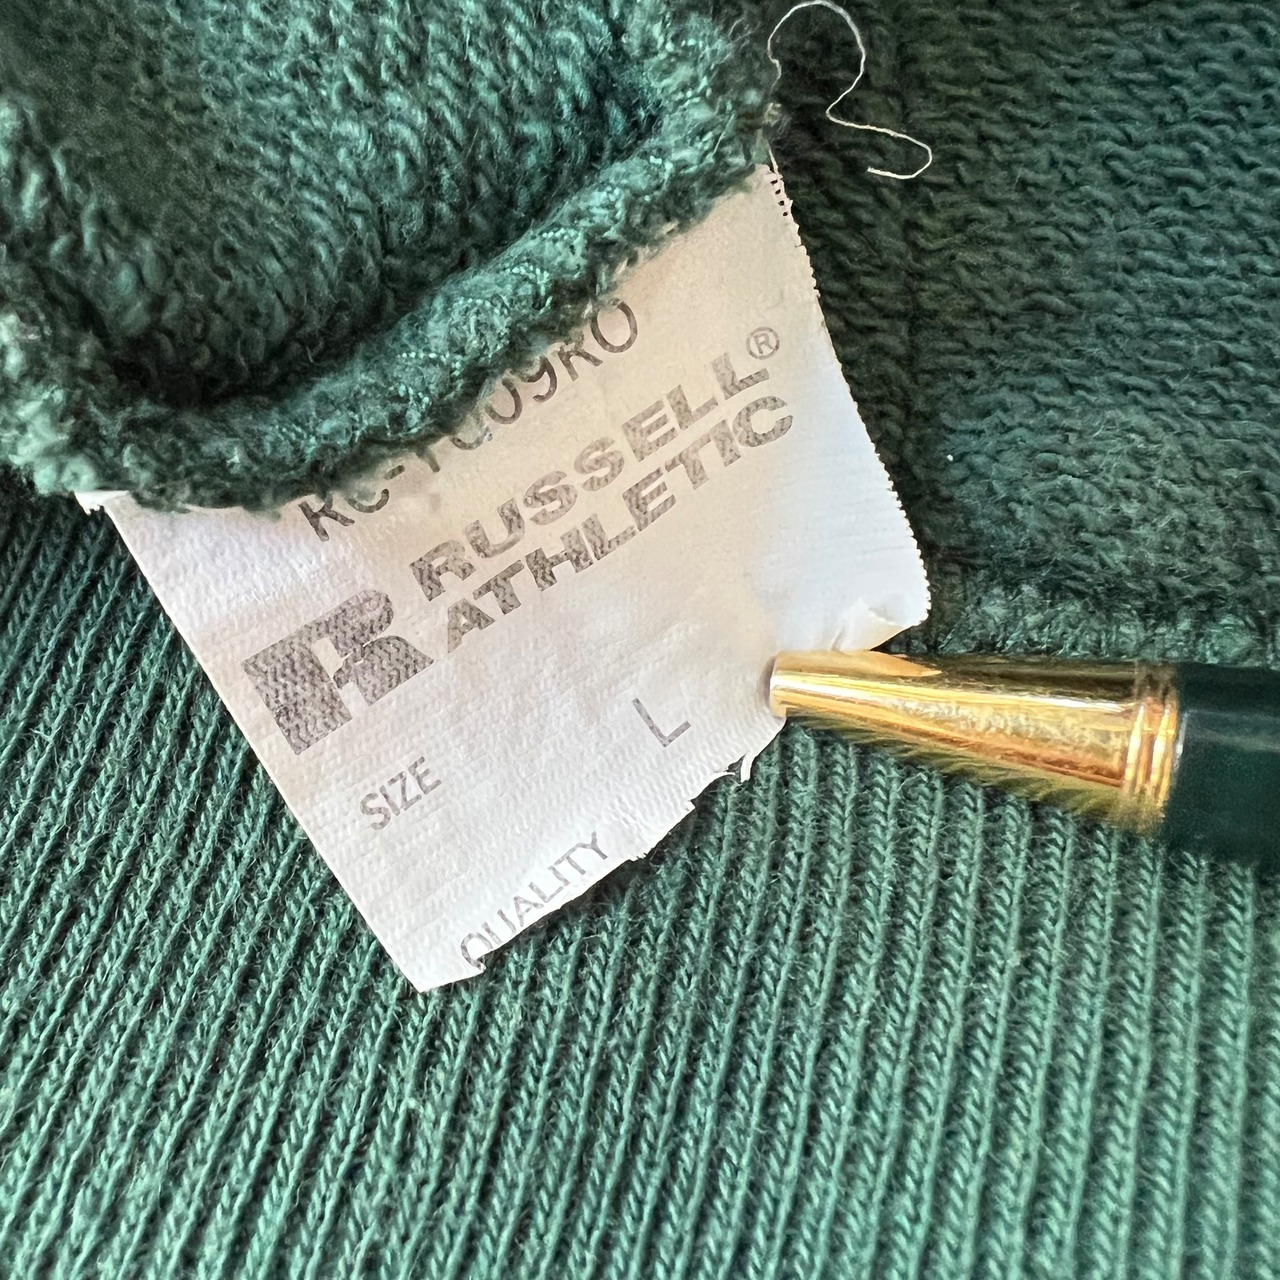 RUSSELL®
ATHLETIC
R
SIZE L
QUALITY